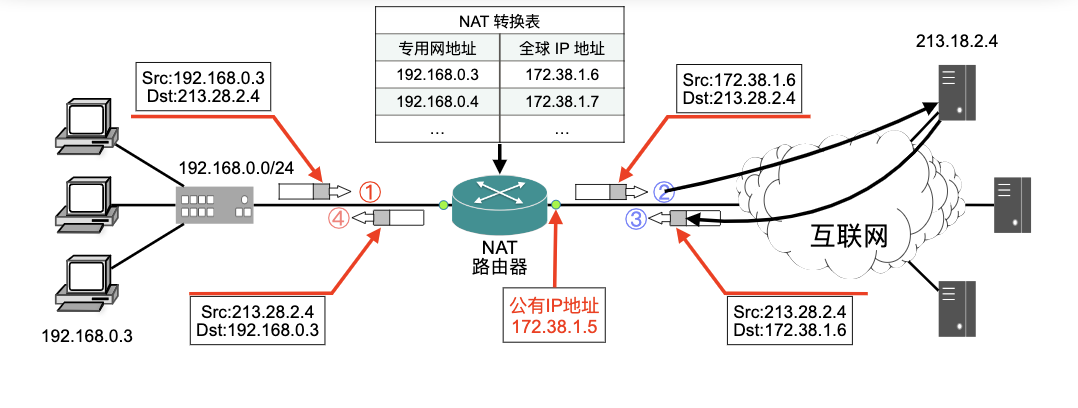 NAT 转换表
专用网地址 全球 IP 地址
192.168.0.3 172.38.1.6
192.168.0.4 172.38.1.7
… …
213.18.2.4
Src:192.168.0.3
Dst:213.28.2.4
Src:172.38.1.6
Dst:213.28.2.4
192.168.0.0/24
①
②
④
③
NAT
路由器
互联网
公有IP地址
172.38.1.5
Src:213.28.2.4
Dst:192.168.0.3
Src:213.28.2.4
Dst:172.38.1.6
192.168.0.3